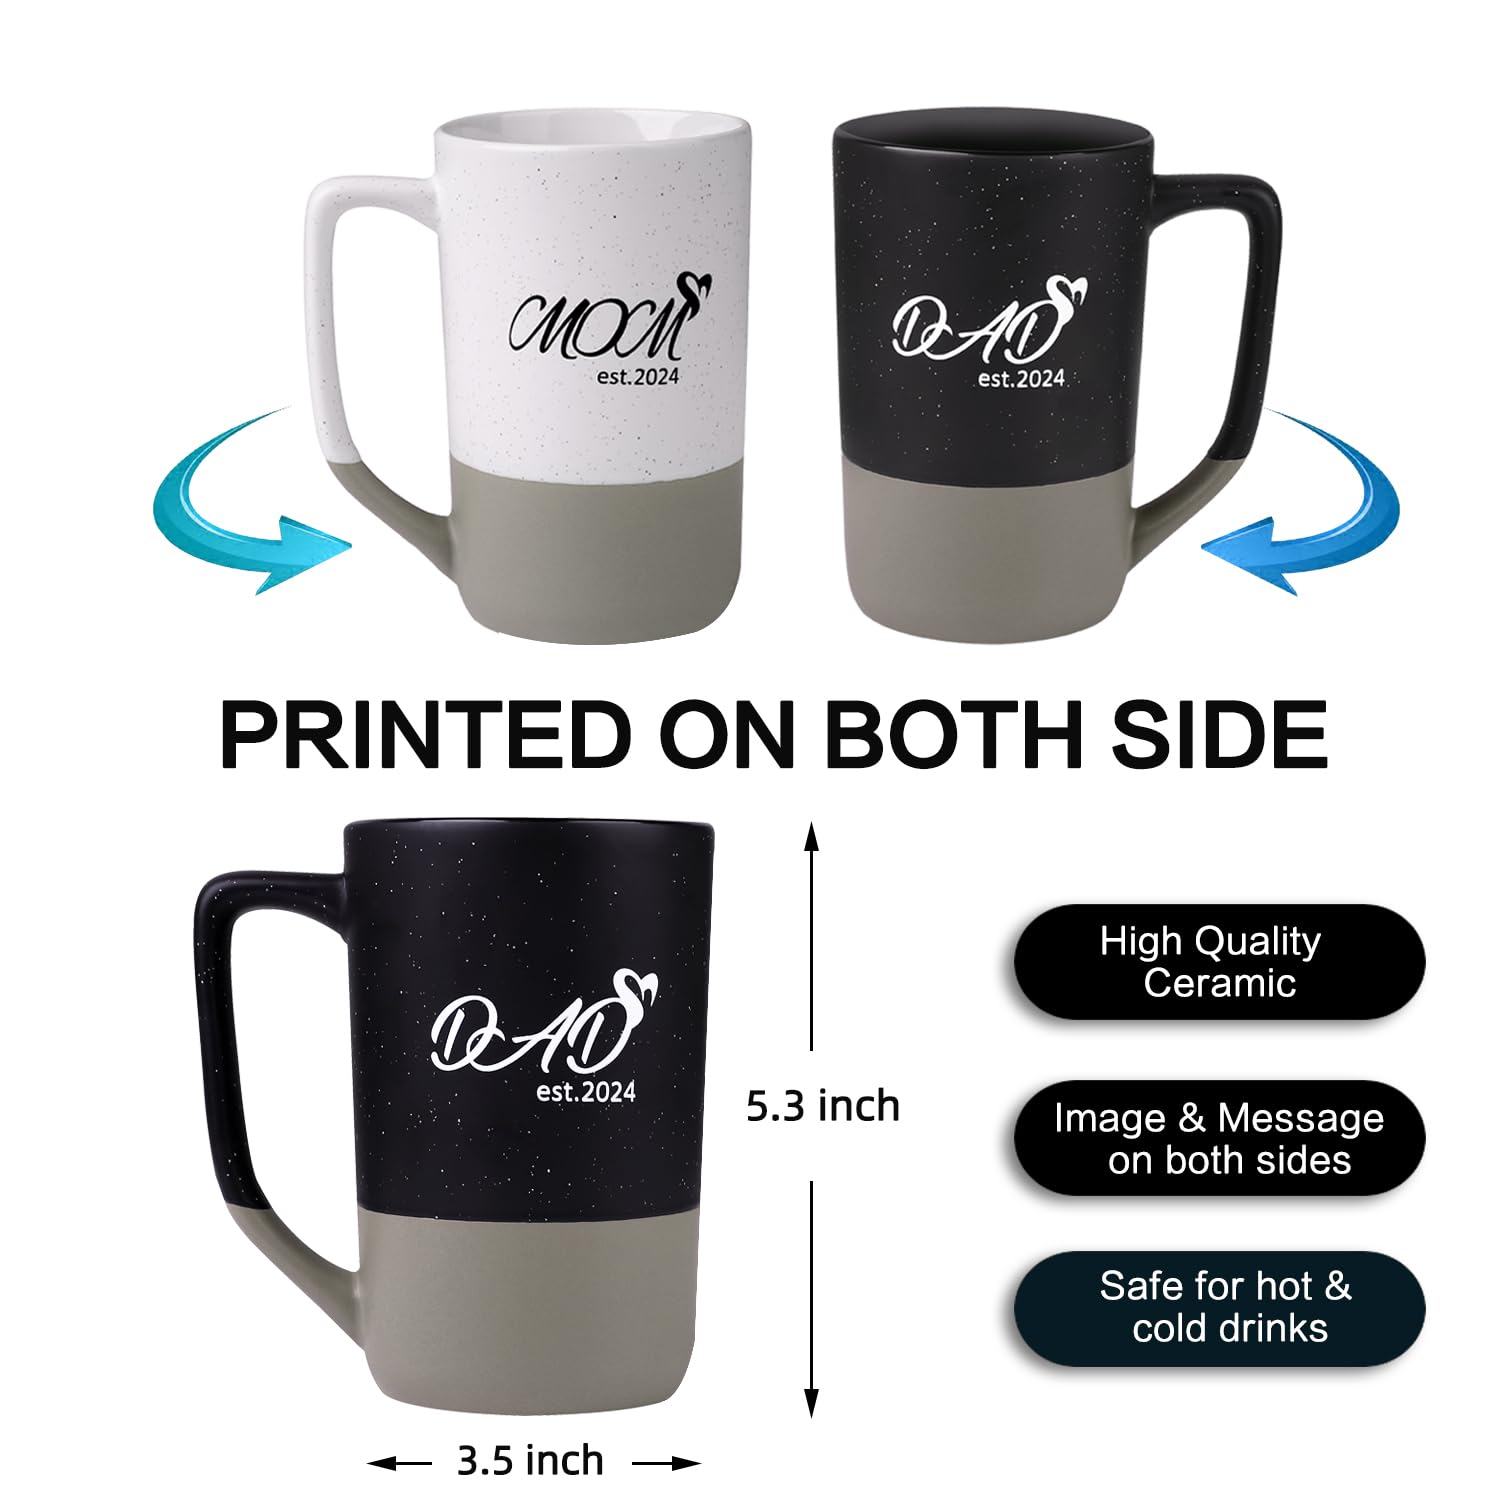 MOM
est.2024
DAD
est.2024
PRINTED ON BOTH SIDE
DAD
est.2024
5.3 inch
3.5 inch
High Quality
Ceramic
Image & Message
on both sides
Safe for hot &
cold drinks